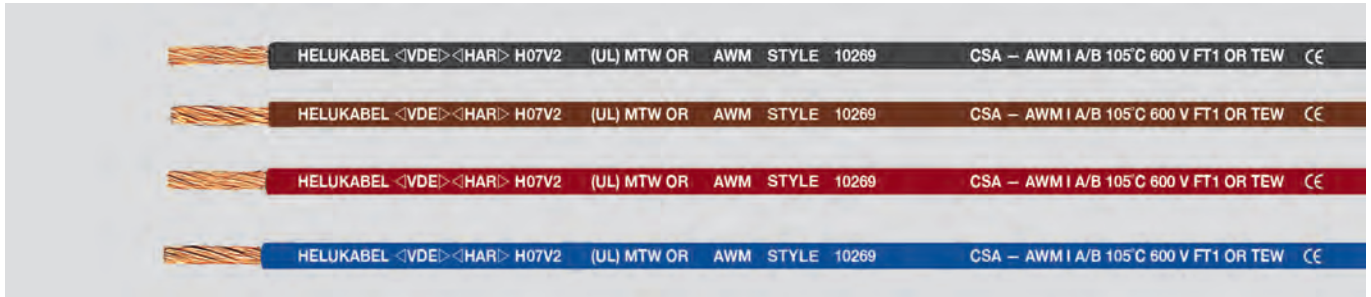 HELUKABEL ◁VDE▷ ◁HAR▷ H07V2 (UL) MTW OR AWM STYLE 10269 CSA – AWM I A/B 105°C 600 V FT1 OR TEW CE
HELUKABEL ◁VDE▷ ◁HAR▷ H07V2 (UL) MTW OR AWM STYLE 10269 CSA – AWM I A/B 105°C 600 V FT1 OR TEW CE
HELUKABEL ◁VDE▷ ◁HAR▷ H07V2 (UL) MTW OR AWM STYLE 10269 CSA – AWM I A/B 105°C 600 V FT1 OR TEW CE
HELUKABEL ◁VDE▷ ◁HAR▷ H07V2 (UL) MTW OR AWM STYLE 10269 CSA – AWM I A/B 105°C 600 V FT1 OR TEW CE